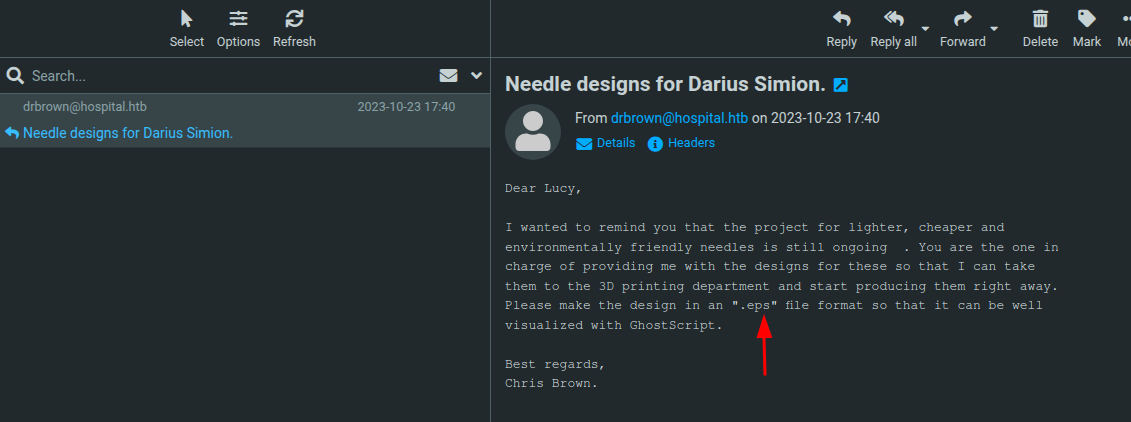 Select Options Refresh
Reply Reply all Forward Delete Mark
Search...
drbrown@hospital.htb 2023-10-23 17:40
Needle designs for Darius Simion.
Needle designs for Darius Simion.
From drbrown@hospital.htb on 2023-10-23 17:40
Details Headers
Dear Lucy,
I wanted to remind you that the project for lighter, cheaper and
environmentally friendly needles is still ongoing . You are the one in
charge of providing me with the designs for these so that I can take
them to the 3D printing department and start producing them right away.
Please make the design in an ".eps" file format so that it can be well
visualized with GhostScript.
Best regards,
Chris Brown.